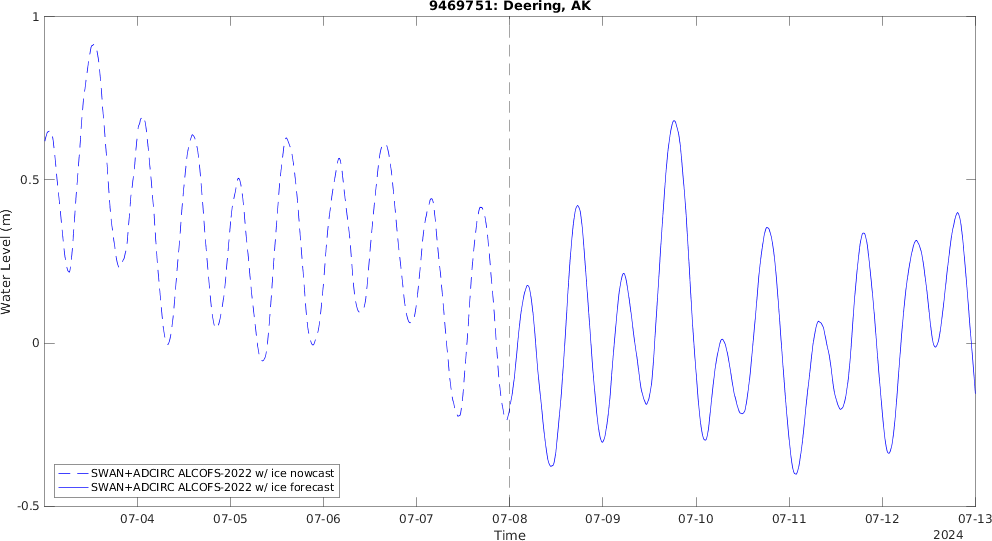 9469751: Deering, AK
1
0.5
0
-0.5
Water Level (m)
SWAN+ADCIRC ALCOFS-2022 w/ ice nowcast
SWAN+ADCIRC ALCOFS-2022 w/ ice forecast
07-04 07-05 07-06 07-07 07-08 07-09 07-10 07-11 07-12 07-13
Time
2024